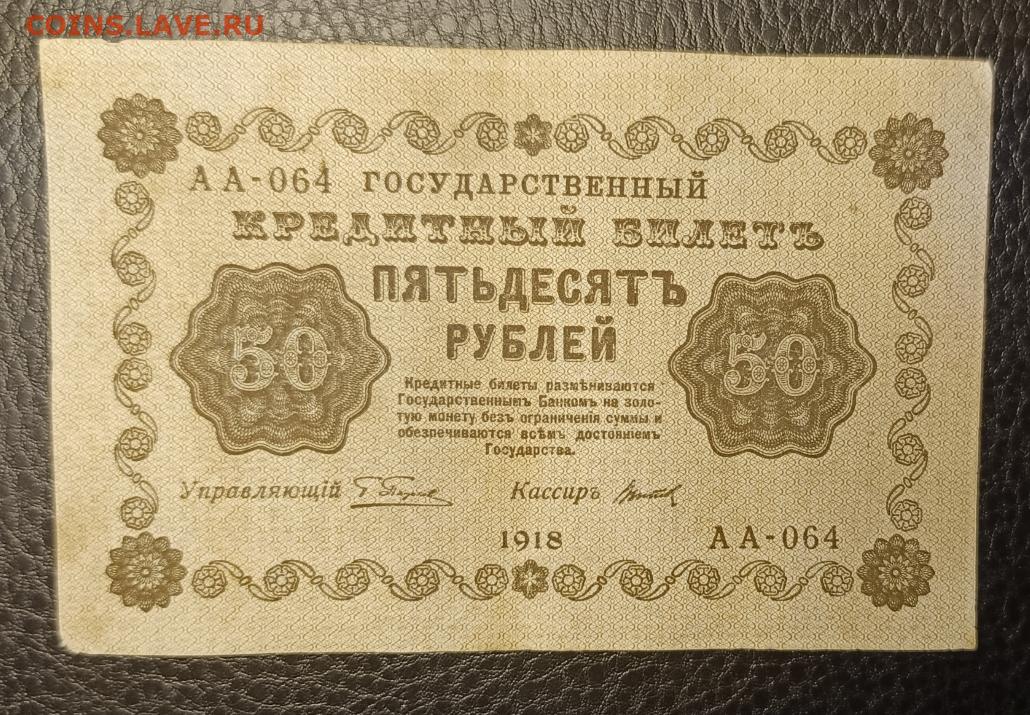 COINS.LAVE.RU
АА-064 ГОСУДАРСТВЕННЫЙ
КРЕДИТНЫЙ БИЛЕТЪ
ПЯТЬДЕСЯТЪ
РУБЛЕЙ
50
50
Кредитные билеты размѣниваются
Государственнымъ Банкомъ на золо-
тую монету безъ ограниченія суммы и
обезпечиваются всѣмъ достояніемъ
Государства.
Управляющій
Кассиръ
1918
АА-064